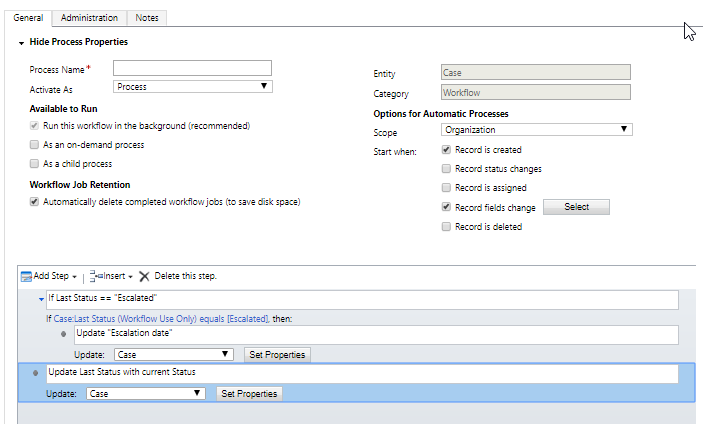 General Administration Notes
Hide Process Properties
Process Name*
Activate As Process
Available to Run
Run this workflow in the background (recommended)
As an on-demand process
As a child process
Workflow Job Retention
Automatically delete completed workflow jobs (to save disk space)
Entity Case
Category Workflow
Options for Automatic Processes
Scope Organization
Start when: Record is created
Record status changes
Record is assigned
Record fields change Select
Record is deleted
Add Step Insert Delete this step.
If Last Status == "Escalated"
If Case:Last Status (Workflow Use Only) equals [Escalated], then:
Update "Escalation date"
Update: Case Set Properties
Update Last Status with current Status
Update: Case Set Properties